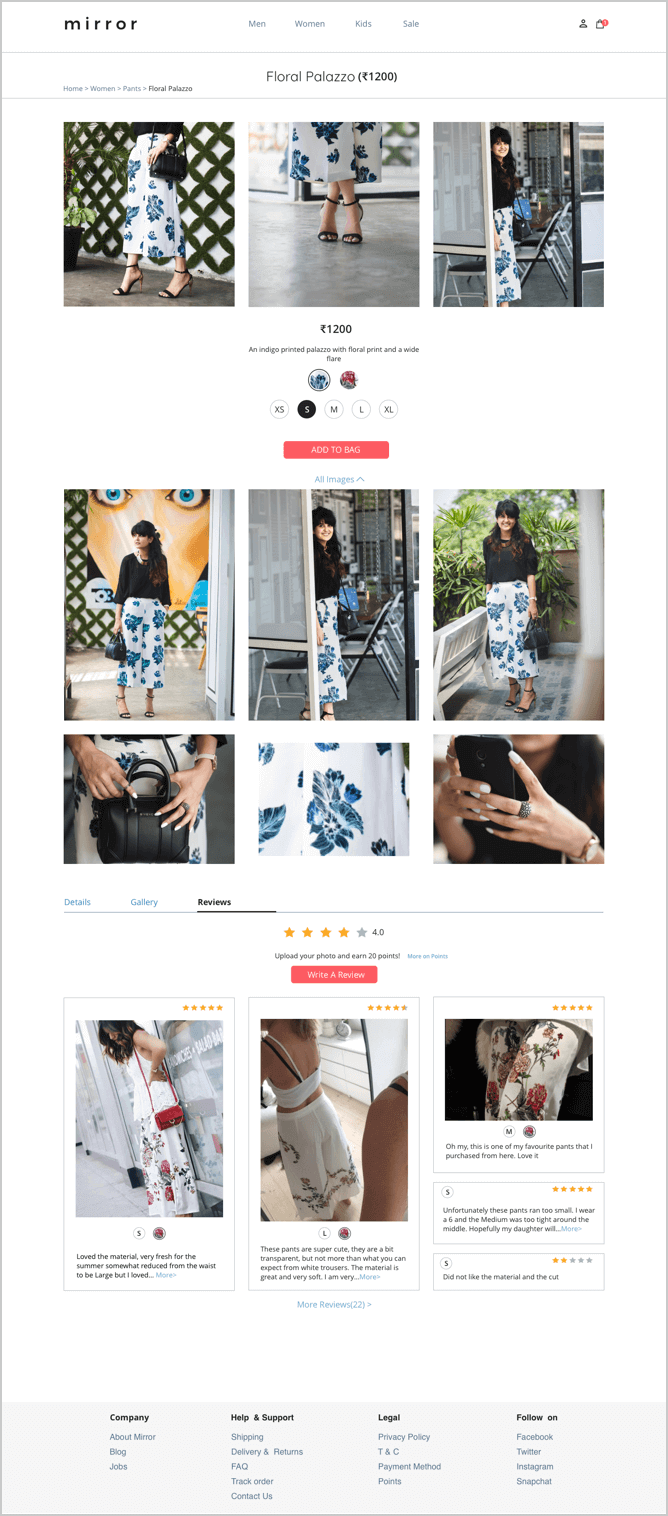 mirror
Men Women Kids Sale
1
Floral Palazzo (₹1200)
Home > Women > Pants > Floral Palazzo
₹1200
An indigo printed palazzo with floral print and a wide
flare
XS S M L XL
ADD TO BAG
All Images
Details Gallery Reviews
4.0
Upload your photo and earn 20 points! More on Points
Write A Review
SANDWICHES • SALAD BAR
S
Loved the material, very fresh for the
summer somewhat reduced from the waist
to be Large but I loved... More>
L
These pants are super cute, they are a bit
transparent, but not more than what you can
expect from white trousers. The material is
great and very soft. I am very...More>
M
Oh my, this is one of my favourite pants that I
purchased from here. Love it
S
Unfortunately these pants ran too small. I wear
a 6 and the Medium was too tight around the
middle. Hopefully my daughter will...More>
S
Did not like the material and the cut
More Reviews(22) >
Company
About Mirror
Blog
Jobs
Help & Support
Shipping
Delivery & Returns
FAQ
Track order
Contact Us
Legal
Privacy Policy
T & C
Payment Method
Points
Follow on
Facebook
Twitter
Instagram
Snapchat